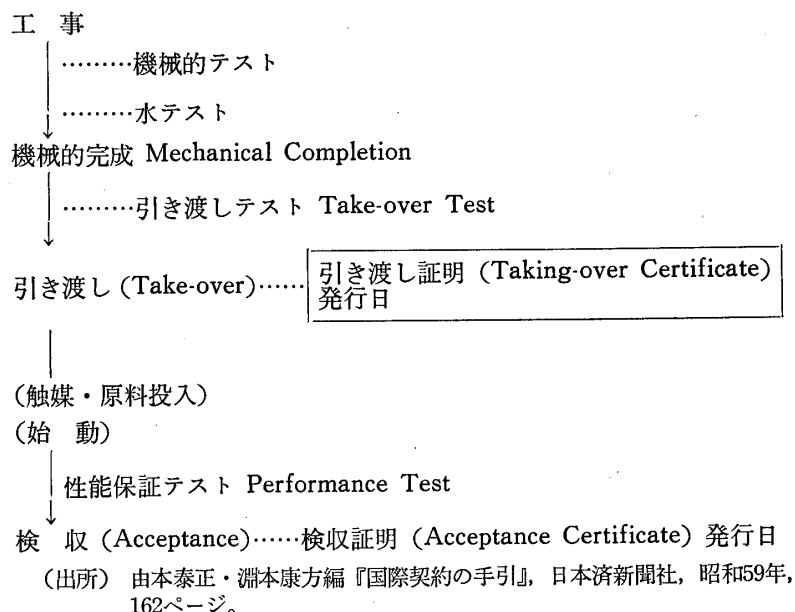 工 事
………機械的テスト
………水テスト
機械的完成 Mechanical Completion
………引き渡しテスト Take-over Test
引き渡し(Take-over)……引き渡し証明(Taking-over Certificate)
発行日
(触媒・原料投入)
(始 動)
性能保証テスト Performance Test
検 収(Acceptance)……検収証明(Acceptance Certificate)発行日
(出所) 由本泰正・淵本康方編『国際契約の手引』,日本済新聞社,昭和59年,
162ページ。